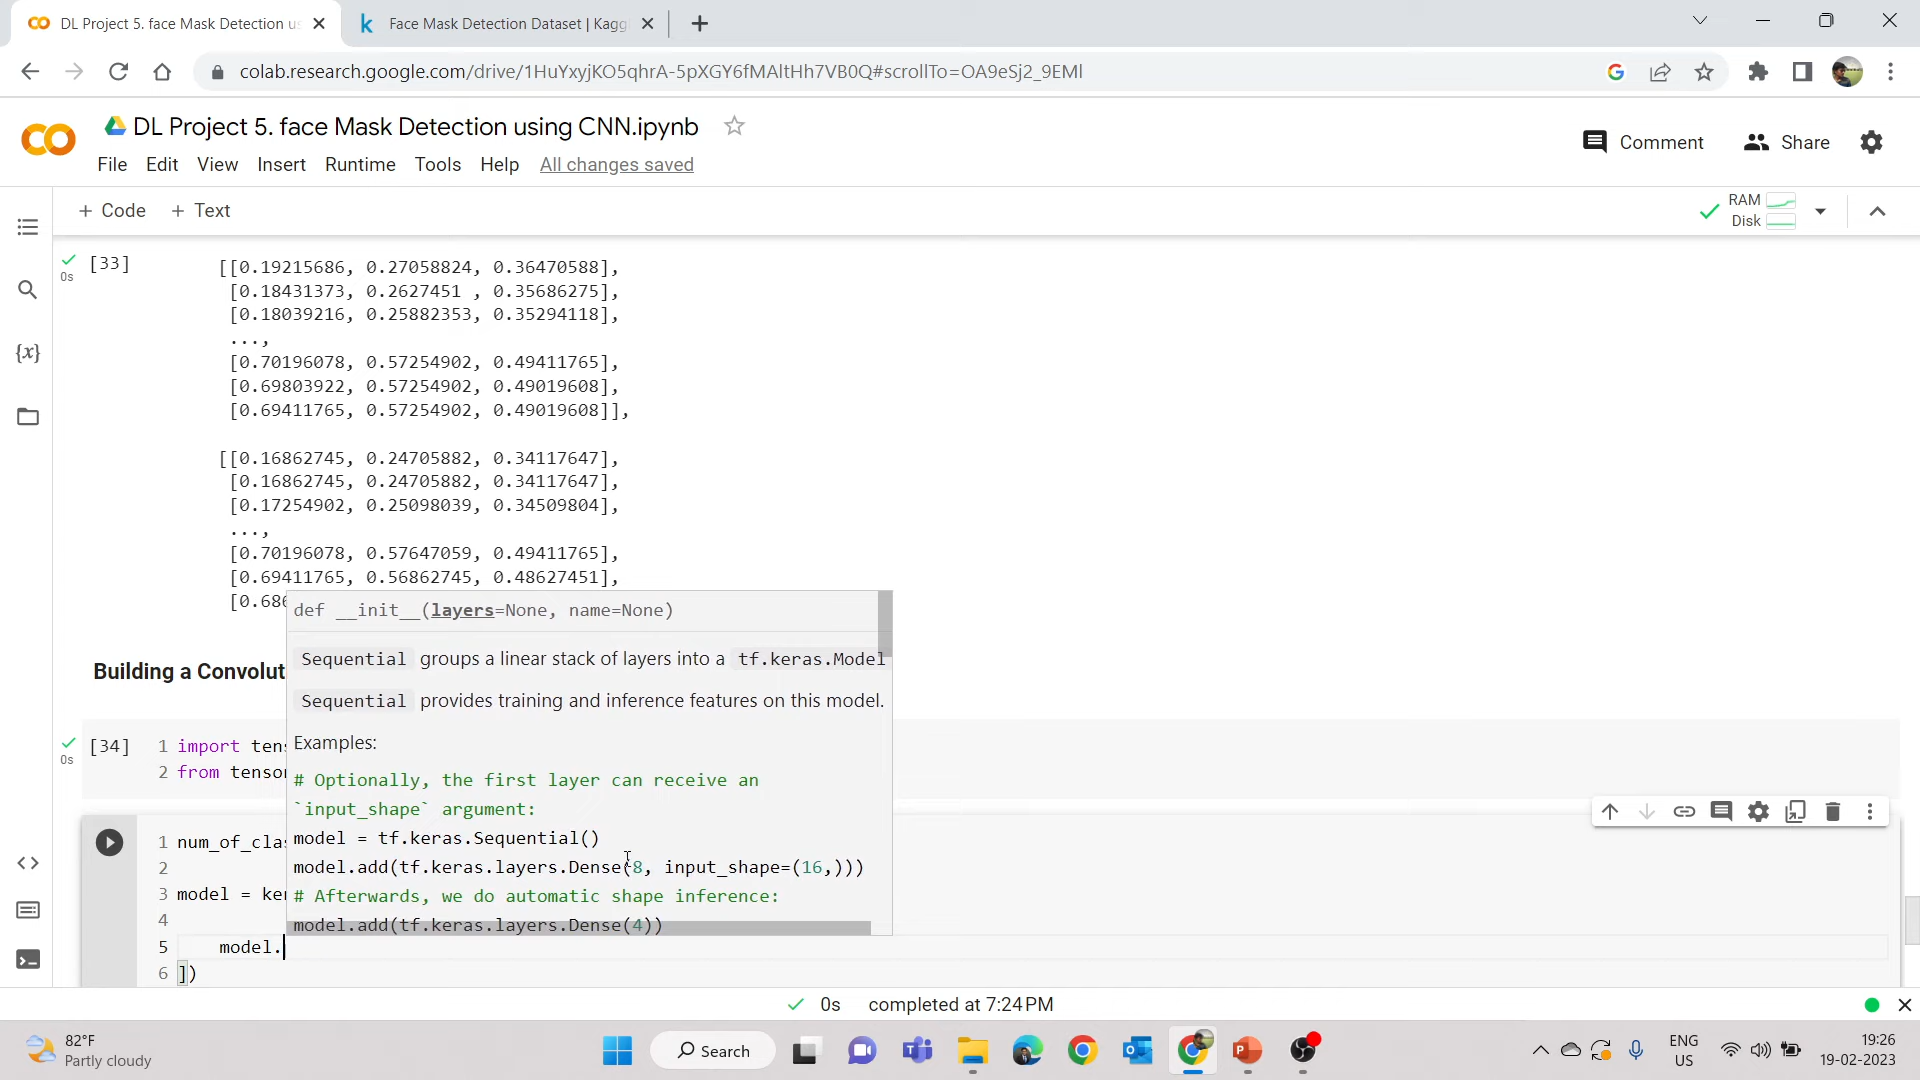 DL Project 5. face Mask Detection us
Face Mask Detection Dataset | Kagg
colab.research.google.com/drive/1HuYxyjKO5qhrA-5pXGY6fMAltHh7VB0Q#scrollTo=OA9eSj2_9EMl
DL Project 5. face Mask Detection using CNN.ipynb
Comment
Share
File Edit View Insert Runtime Tools Help All changes saved
+ Code + Text
RAM
Disk
0s
[33]
[[0.19215686, 0.27058824, 0.36470588],
[0.18431373, 0.2627451 , 0.35686275],
[0.18039216, 0.25882353, 0.35294118],
...,
[0.70196078, 0.57254902, 0.49411765],
[0.69803922, 0.57254902, 0.49019608],
[0.69411765, 0.57254902, 0.49019608]],
[[0.16862745, 0.24705882, 0.34117647],
[0.16862745, 0.24705882, 0.34117647],
[0.17254902, 0.25098039, 0.34509804],
...,
[0.70196078, 0.57647059, 0.49411765],
[0.69411765, 0.56862745, 0.48627451],
def __init__(layers=None, name=None)
Sequential groups a linear stack of layers into a tf.keras.Model
Sequential provides training and inference features on this model.
Examples:
# Optionally, the first layer can receive an
`input_shape` argument:
model = tf.keras.Sequential()
model.add(tf.keras.layers.Dense(8, input_shape=(16,)))
# Afterwards, we do automatic shape inference:
model.add(tf.keras.layers.Dense(4))
Building a Convolut
0s
[34]
1 import tens
2 from tensor
1 num_of_clas
2
3 model = ker
4
5 model.
6 ])
0s completed at 7:24 PM
82°F
Partly cloudy
Search
ENG
US
19:26
19-02-2023